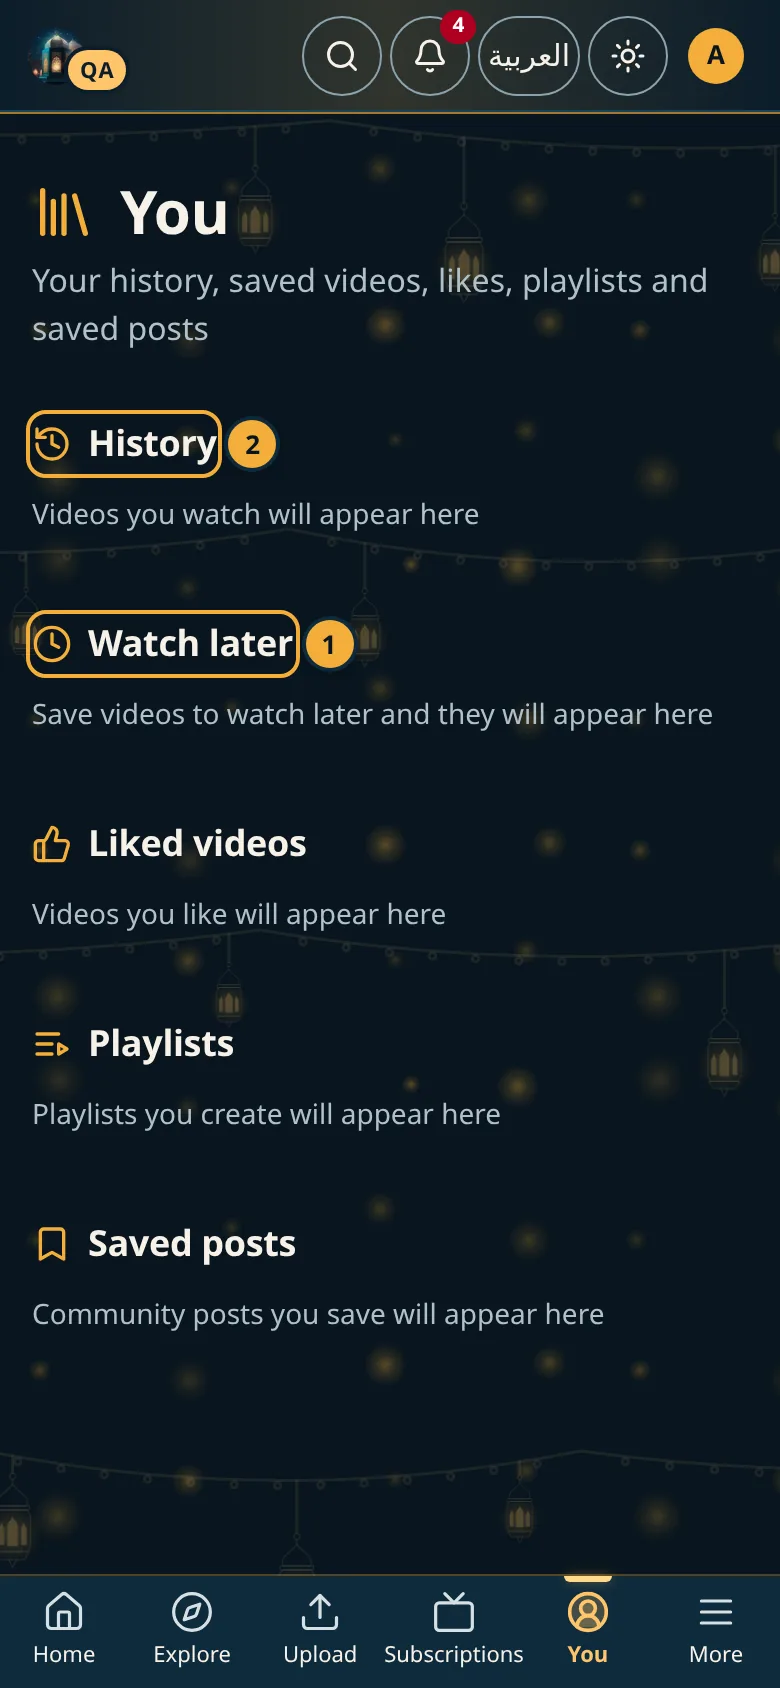 QA
4
العربية
A
You
Your history, saved videos, likes, playlists and
saved posts
History 2
Videos you watch will appear here
Watch later 1
Save videos to watch later and they will appear here
Liked videos
Videos you like will appear here
Playlists
Playlists you create will appear here
Saved posts
Community posts you save will appear here
Home Explore Upload Subscriptions You More